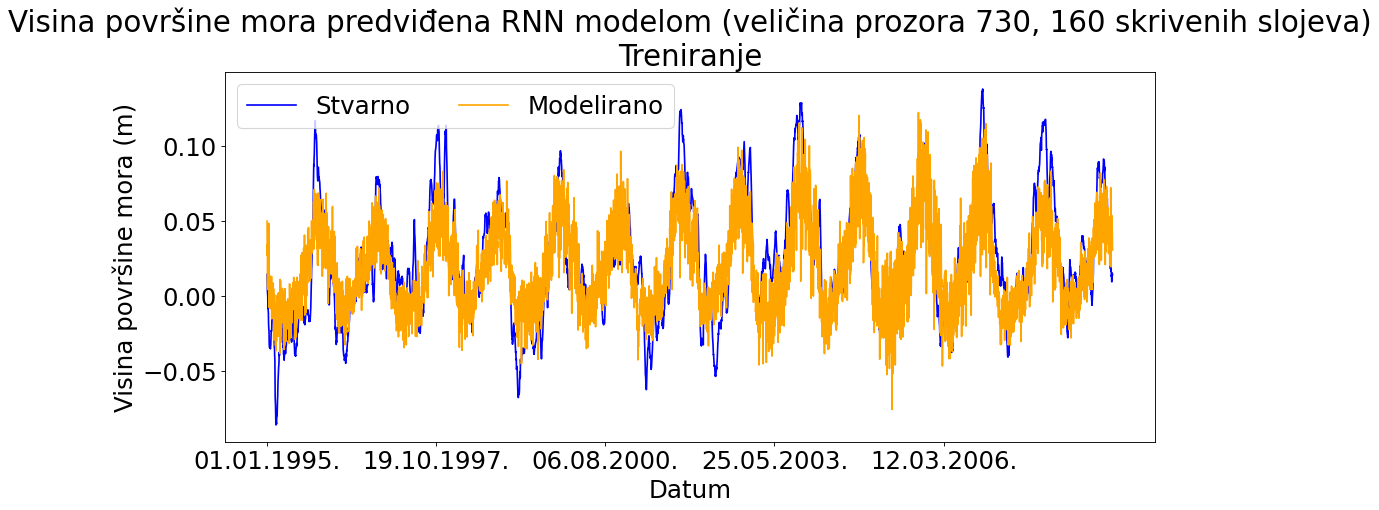 Visina površine mora predviđena RNN modelom (veličina prozora 730, 160 skrivenih slojeva)
Treniranje
Stvarno Modelirano
Visina površine mora (m)
0.10
0.05
0.00
−0.05
01.01.1995. 19.10.1997. 06.08.2000. 25.05.2003. 12.03.2006.
Datum